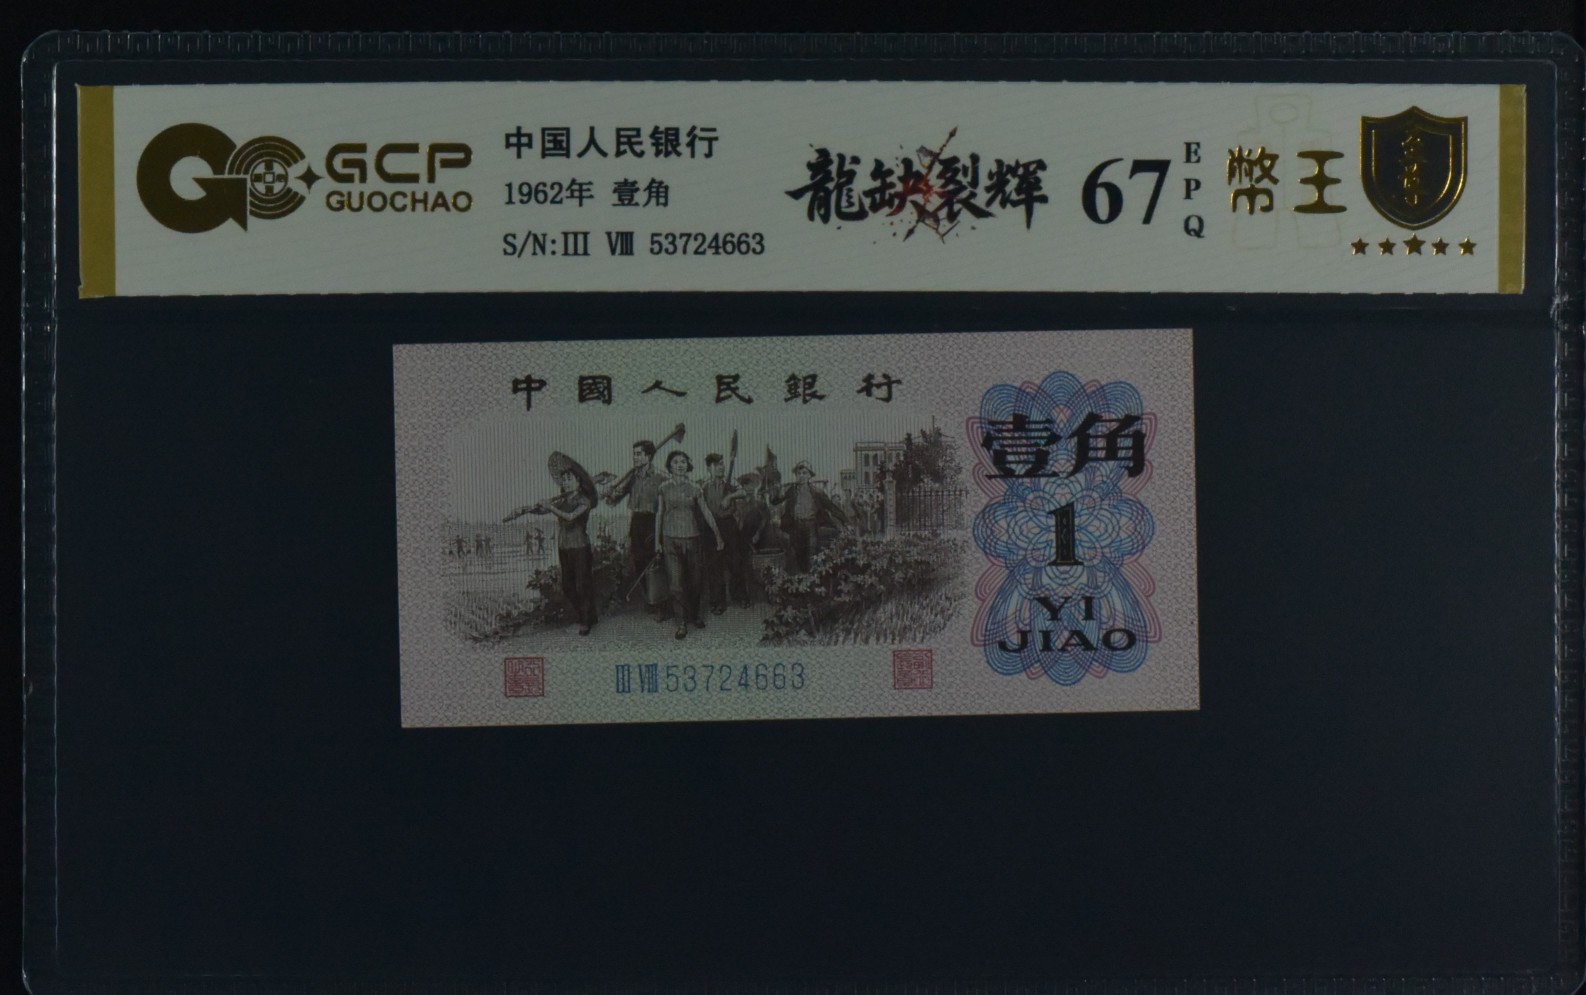 GCP
GUOCHAO
中国人民银行
1962年 壹角
S/N:III VIII 53724663
龍缺裂輝
67
EPQ
幣王
中國人民銀行
壹角
1
YI
JIAO
III VIII 53724663